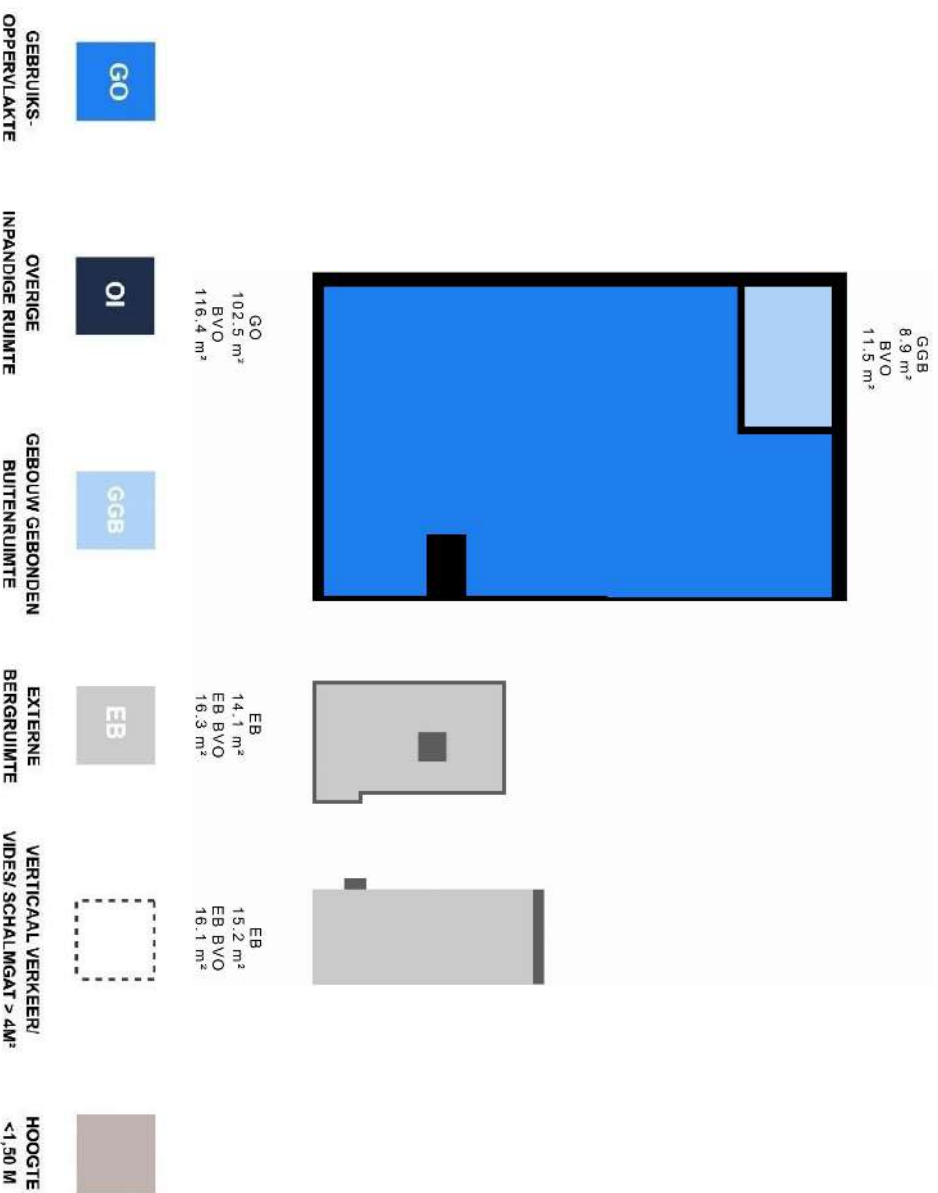 GGB
8.9 m²
BVO
11.5 m²
GO
102.5 m²
BVO
116.4 m²
EB
14.1 m²
EB BVO
16.3 m²
EB
15.2 m²
EB BVO
16.1 m²
GO
GEBRUIKS-
OPPERVLAKTE
OI
OVERIGE
INPANDIGE RUIMTE
GGB
GEBOUW GEBONDEN
BUITENRUIMTE
EB
EXTERNE
BERGRUIMTE
VERTICAAL VERKEER/
VIDES/ SCHALMGAT > 4M²
HOOGTE
<1,50 M